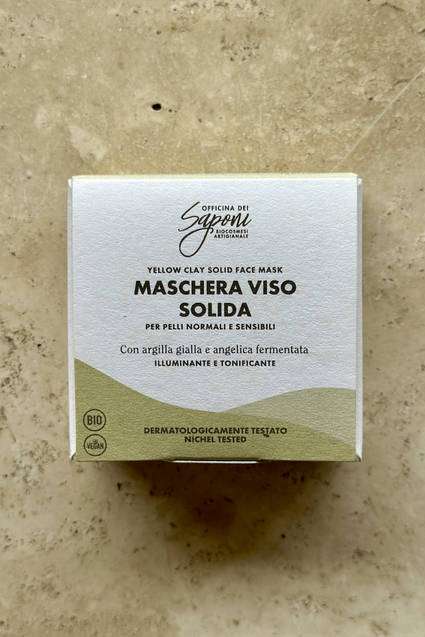 OFFICINA DEI
Saponi
BIOCOSMESI
ARTIGIANALE
YELLOW CLAY SOLID FACE MASK
MASCHERA VISO
SOLIDA
PER PELLI NORMALI E SENSIBILI
Con argilla gialla e angelica fermentata
ILLUMINANTE E TONIFICANTE
BIO
VEGAN
DERMATOLOGICAMENTE TESTATO
NICHEL TESTED